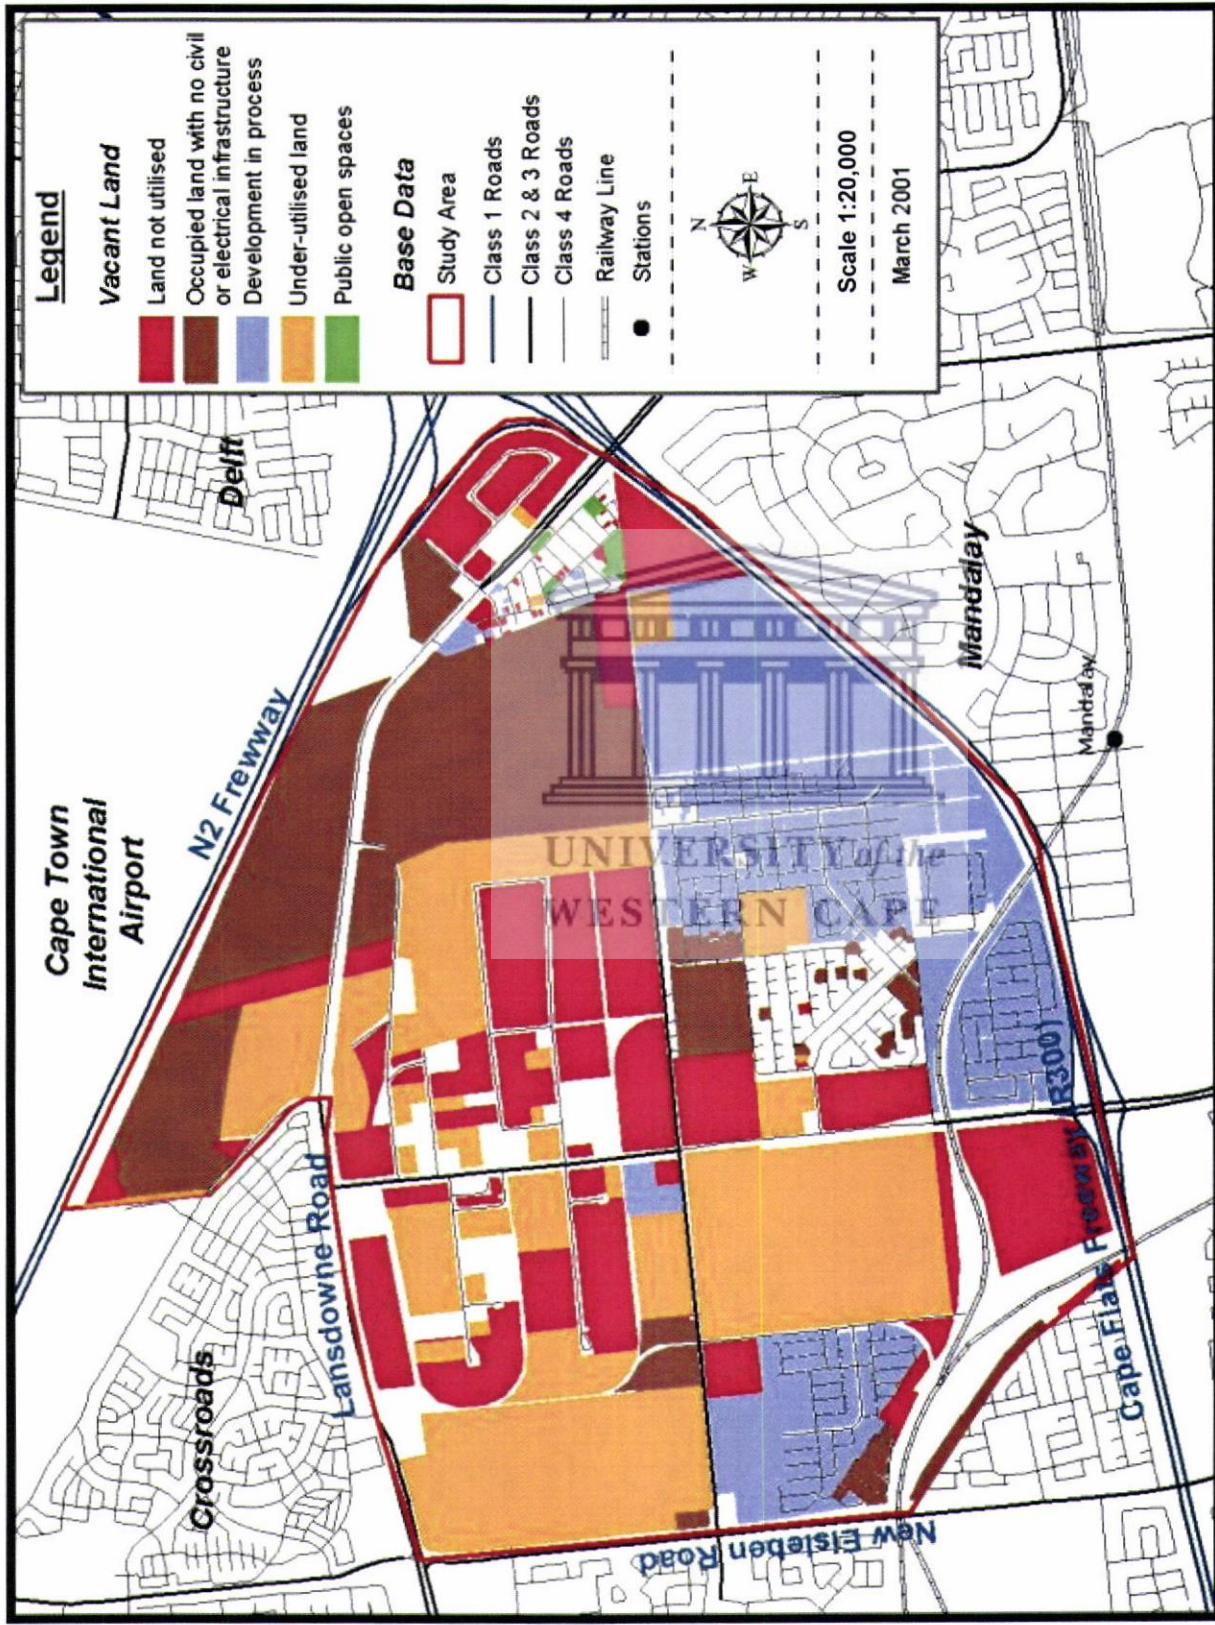 Legend
Vacant Land
Land not utilised
Occupied land with no civil
or electrical infrastructure
Development in process
Under-utilised land
Public open spaces
Base Data
Study Area
Class 1 Roads
Class 2 & 3 Roads
Class 4 Roads
Railway Line
Stations
N
W
E
S
Scale 1:20,000
March 2001
Cape Town
International
Airport
N2 Frewway
Delft
Crossroads
Lansdowne Road
Mandalay
Mandalay
New Eisleben Road
Cape Flats Freeway (R300)
UNIVERSITY of the
WESTERN CAPE